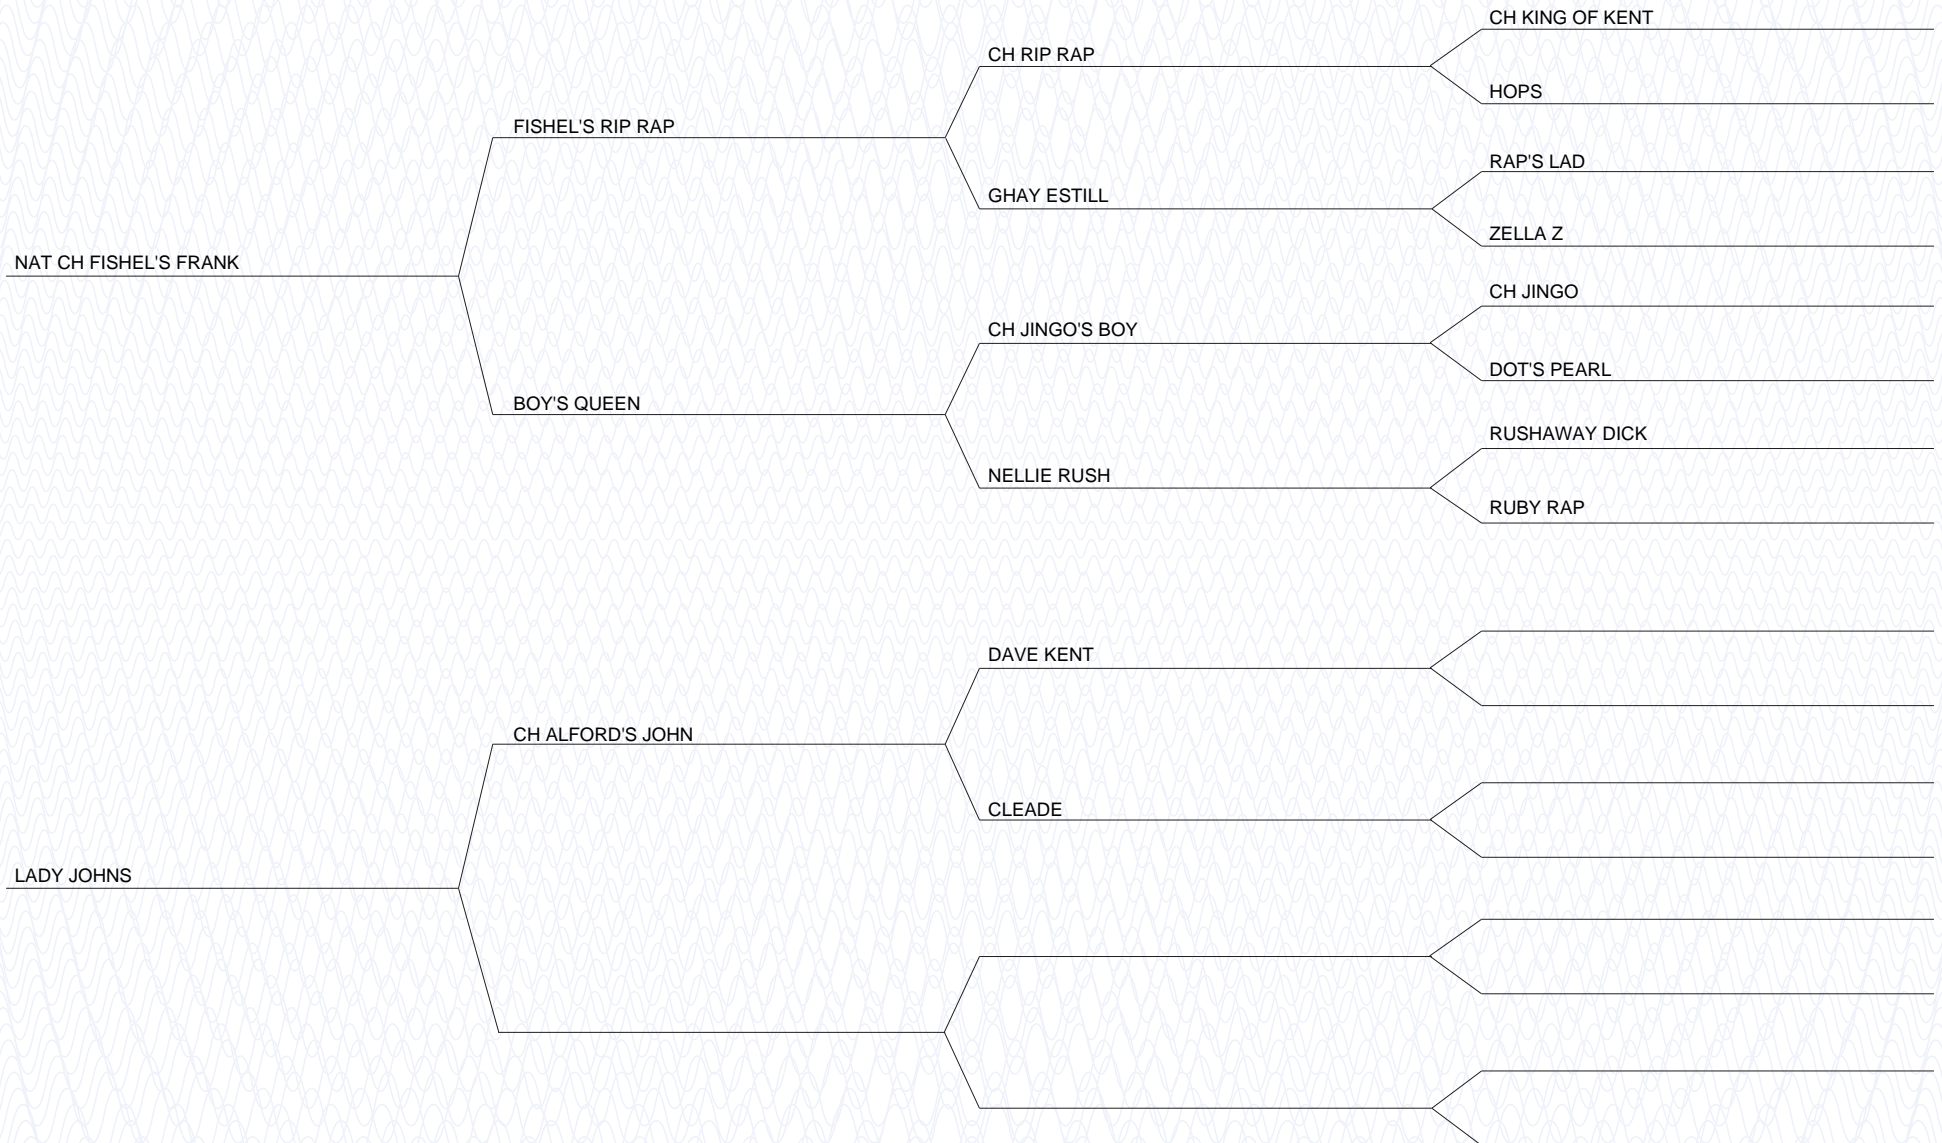 CH KING OF KENT
CH RIP RAP
HOPS
FISHEL'S RIP RAP
RAP'S LAD
GHAY ESTILL
ZELLA Z
NAT CH FISHEL'S FRANK
CH JINGO
CH JINGO'S BOY
DOT'S PEARL
BOY'S QUEEN
RUSHAWAY DICK
NELLIE RUSH
RUBY RAP
DAVE KENT
CH ALFORD'S JOHN
CLEADE
LADY JOHNS